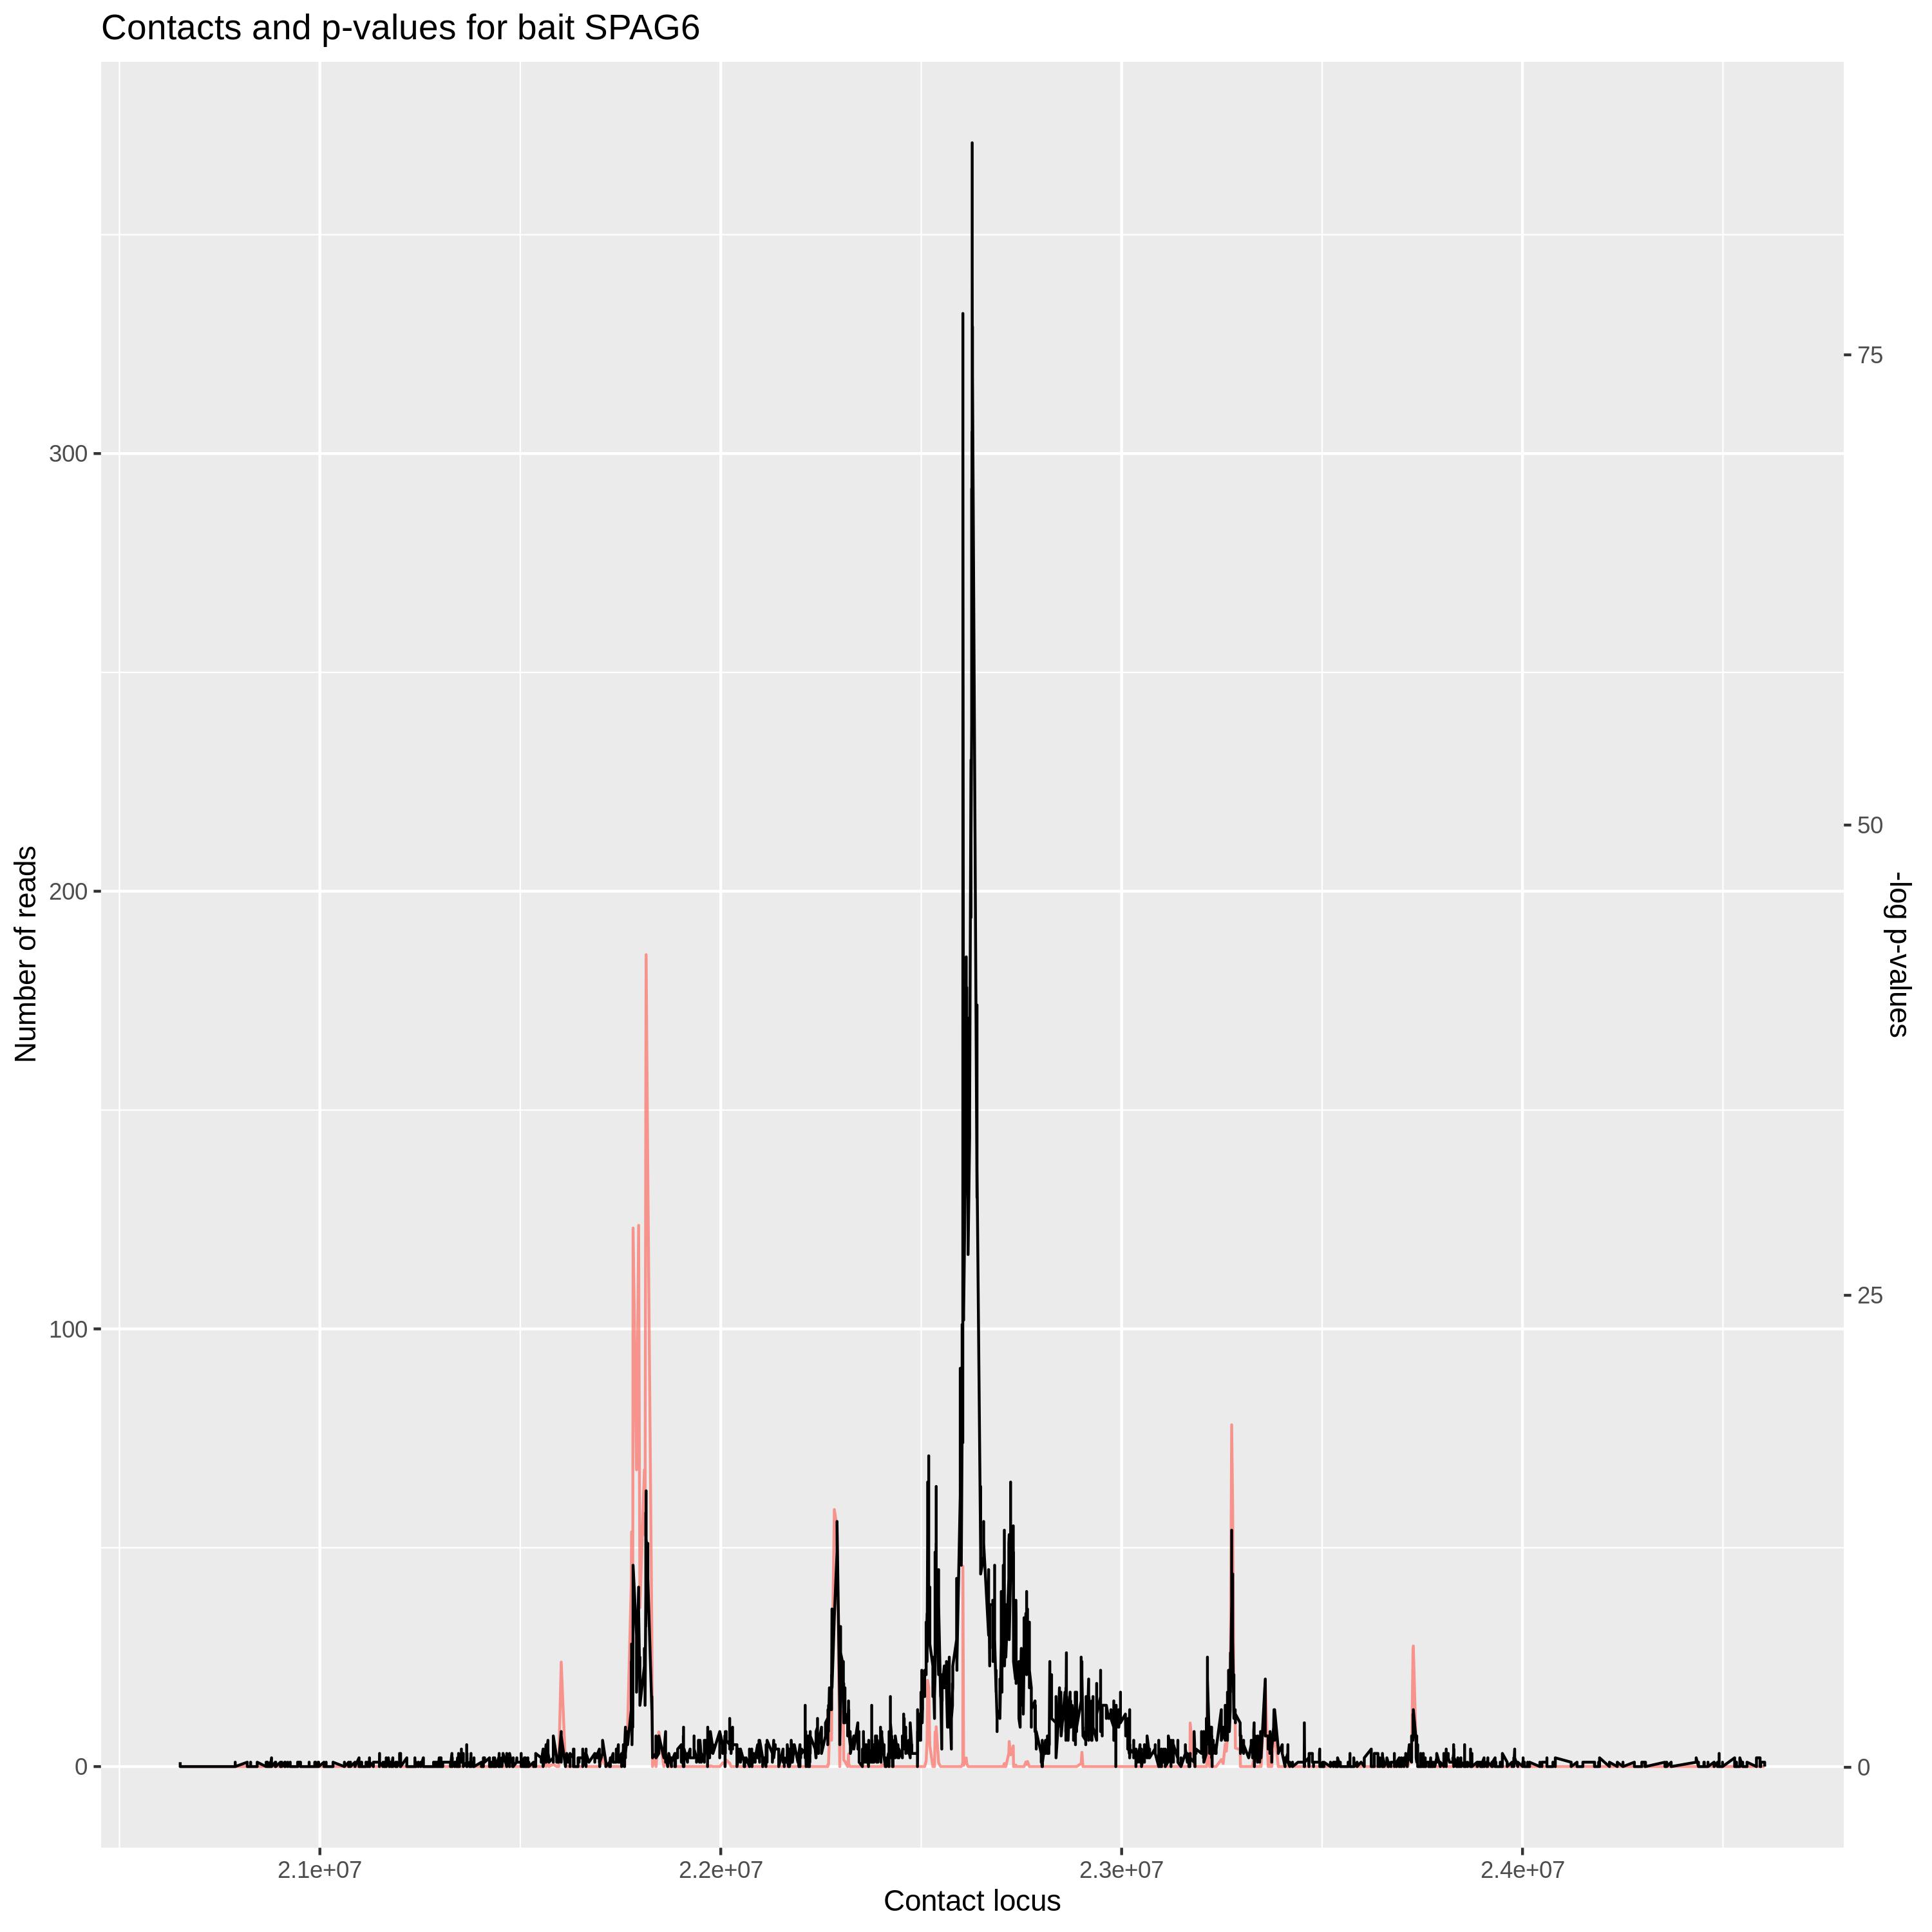 Contacts and p-values for bait SPAG6
300
200
100
0
Number of reads
75
50
25
0
-log p-values
2.1e+07
2.2e+07
2.3e+07
2.4e+07
Contact locus